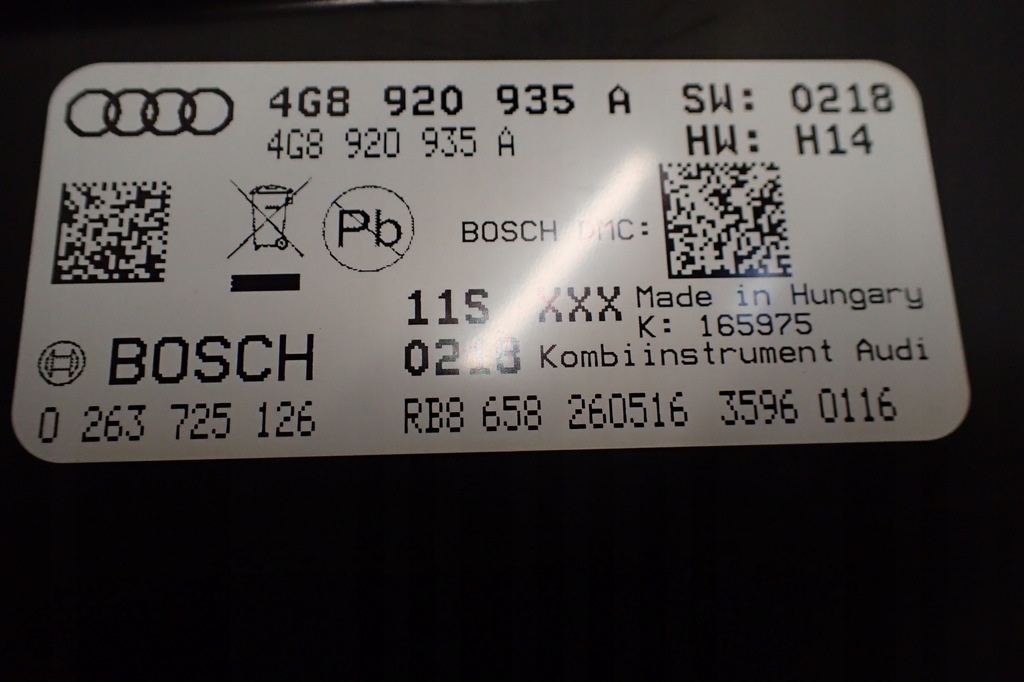 4G8 920 935 A SW: 0218
4G8 920 935 A HW: H14
Pb
BOSCH DMC:
11S XXX Made in Hungary
K: 165975
BOSCH 0218 Kombiinstrument Audi
0 263 725 126 RB8 658 260516 3596 0116